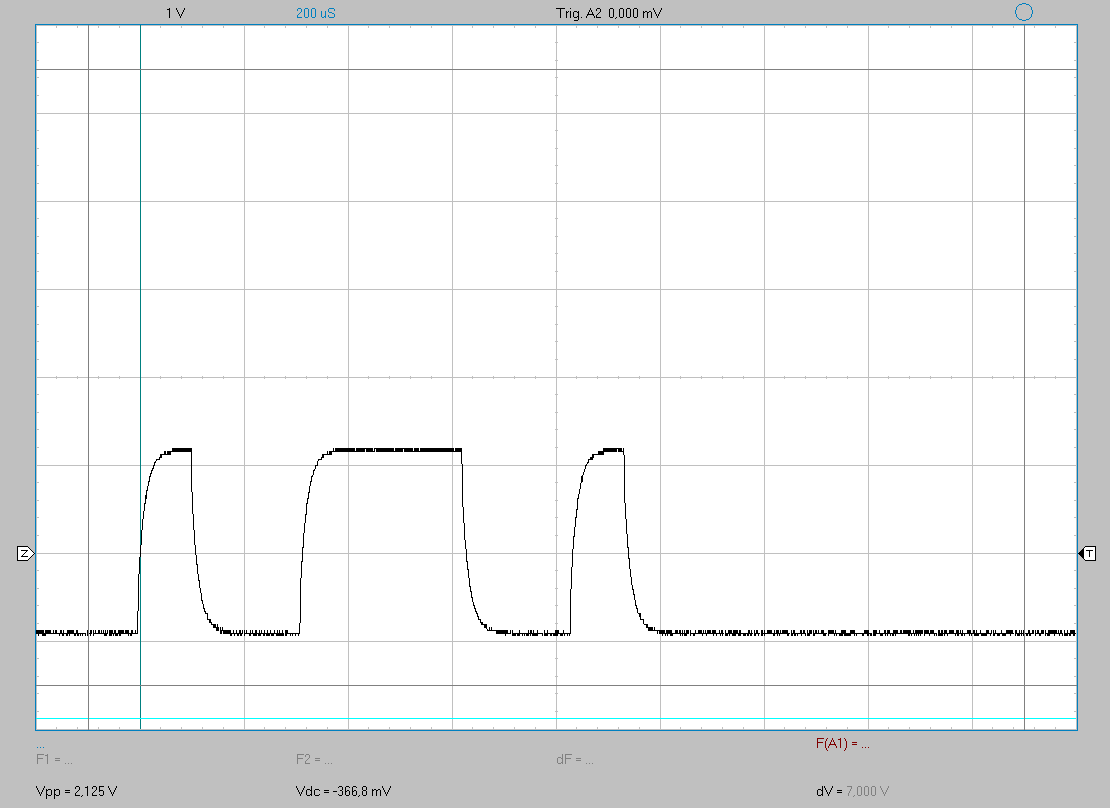 1 V 200 uS Trig. A2 0,000 mV
Z T
... F(A1) = ...
F1 = ... F2 = ... dF = ...
Vpp = 2,125 V Vdc = -366,8 mV dV = 7,000 V